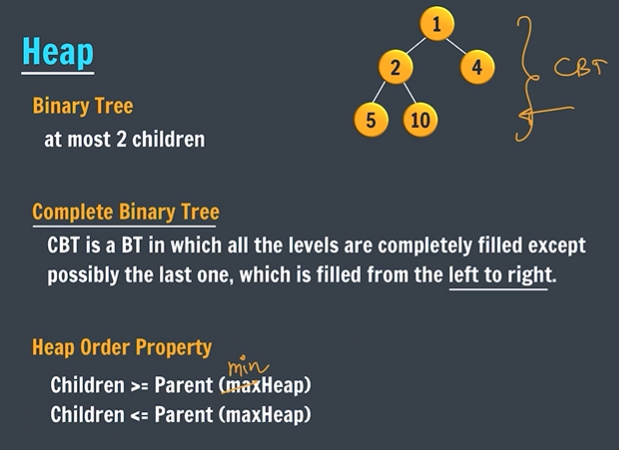 Heap
1
2
4
CBT
5
10
Binary Tree
at most 2 children
Complete Binary Tree
CBT is a BT in which all the levels are completely filled except
possibly the last one, which is filled from the left to right.
Heap Order Property
min
Children >= Parent (maxHeap)
Children <= Parent (maxHeap)